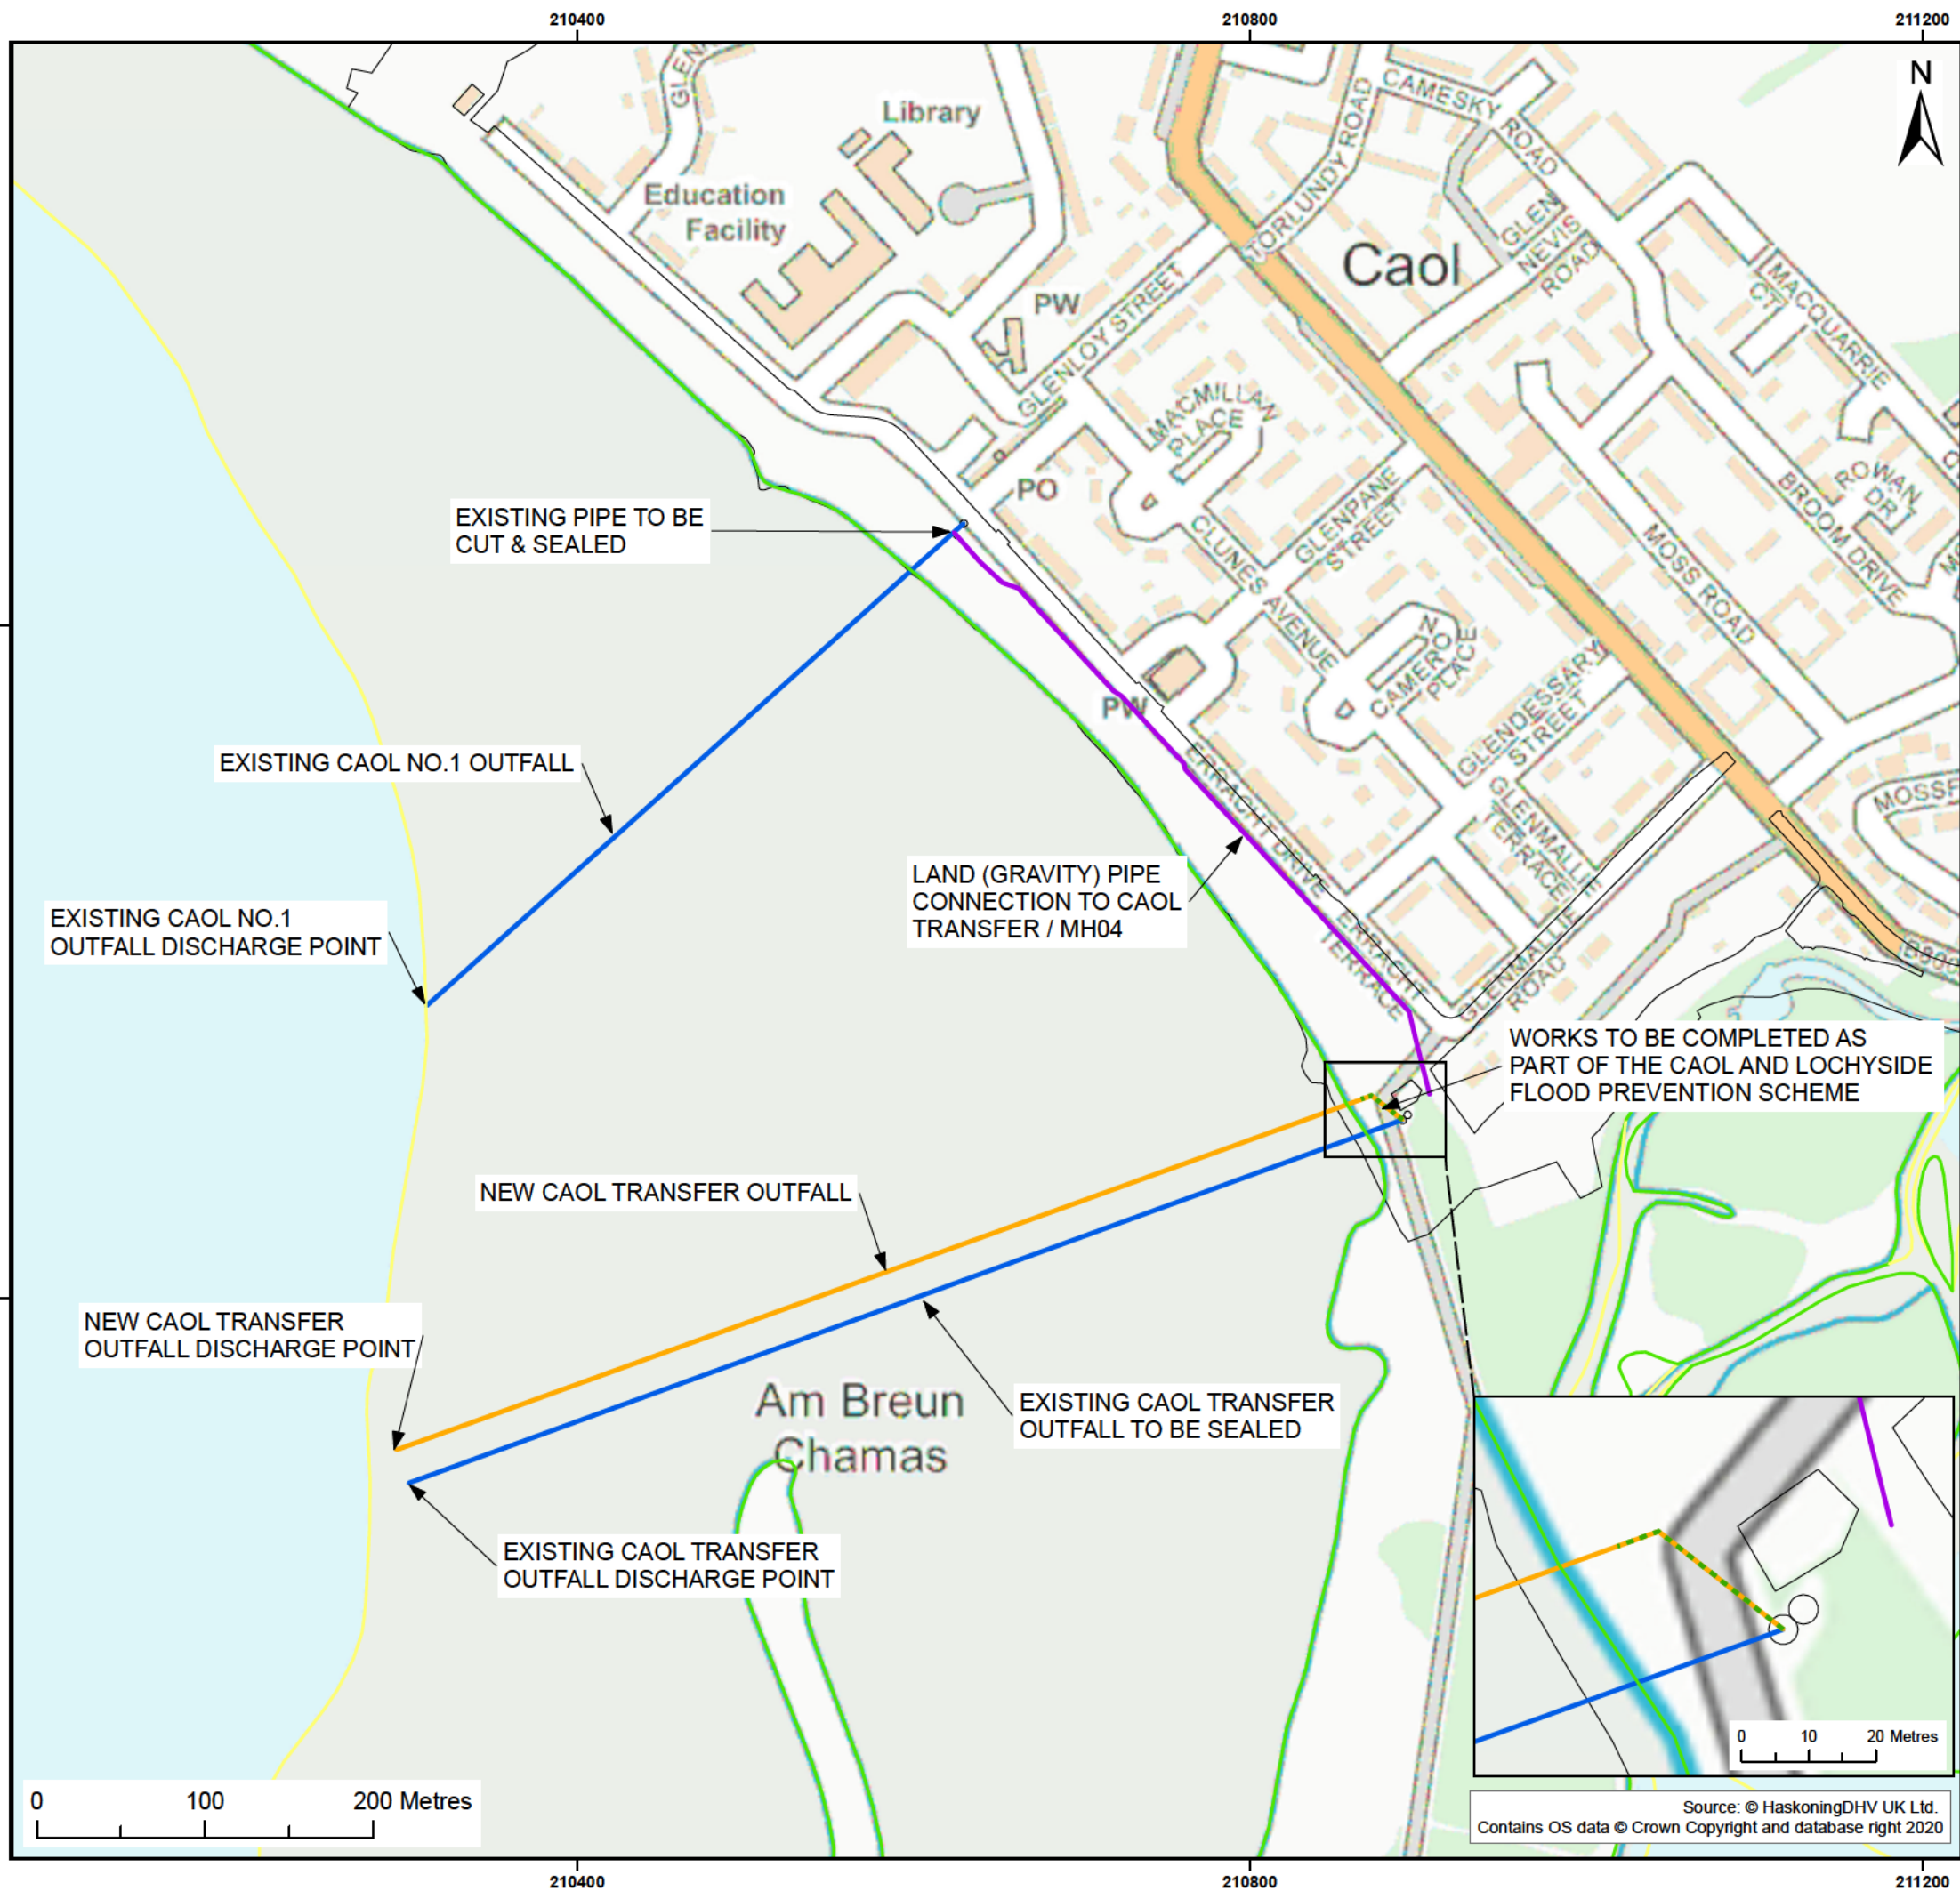 210400
210800
211200
N
CAMESKY ROAD
TORLUNDY ROAD
Library
Education
Facility
Caol
GLEN
NEVIS
ROAD
MACQUARRIE
CT
PW
GLENLOY STREET
MACMILLAN
PLACE
PO
EXISTING PIPE TO BE
CUT & SEALED
GLENPANE
STREET
ROWAN
DR
BROOM DRIVE
MOSS ROAD
CLUNES AVENUE
CAMERON
PLACE
GLENDESSARY
STREET
PW
EXISTING CAOL NO.1 OUTFALL
ERRACHT DRIVE
GLENMALLIE
TERRACE
LAND (GRAVITY) PIPE
CONNECTION TO CAOL
TRANSFER / MH04
EXISTING CAOL NO.1
OUTFALL DISCHARGE POINT
ERRACHT
TERRACE
GLENMALLIE
ROAD
WORKS TO BE COMPLETED AS
PART OF THE CAOL AND LOCHYSIDE
FLOOD PREVENTION SCHEME
NEW CAOL TRANSFER OUTFALL
NEW CAOL TRANSFER
OUTFALL DISCHARGE POINT
Am Breun
Chamas
EXISTING CAOL TRANSFER
OUTFALL TO BE SEALED
EXISTING CAOL TRANSFER
OUTFALL DISCHARGE POINT
0 10 20 Metres
0 100 200 Metres
Source: © HaskoningDHV UK Ltd.
Contains OS data © Crown Copyright and database right 2020
210400
210800
211200